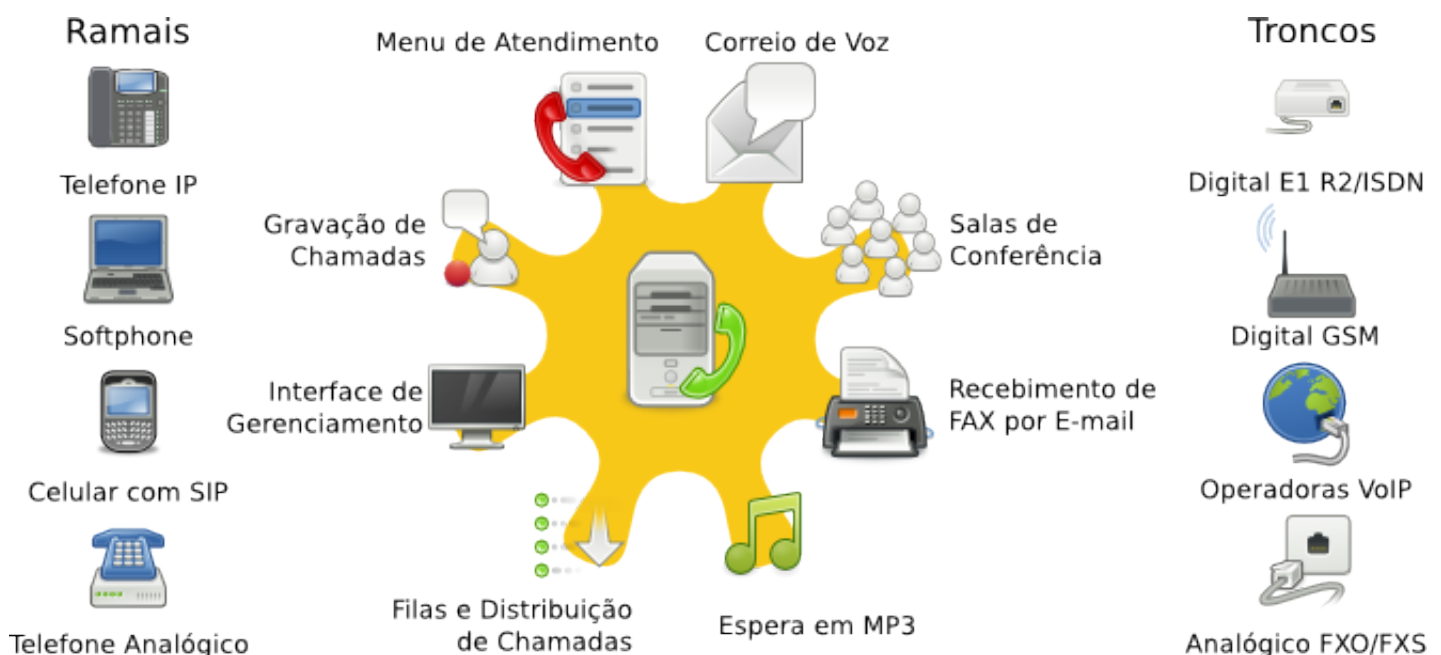 Ramais
Telefone IP
Softphone
Celular com SIP
Telefone Analógico
Menu de Atendimento
Correio de Voz
Gravação de
Chamadas
Salas de
Conferência
Interface de
Gerenciamento
Recebimento de
FAX por E-mail
Filas e Distribuição
de Chamadas
Espera em MP3
Troncos
Digital E1 R2/ISDN
Digital GSM
Operadoras VoIP
Analógico FXO/FXS